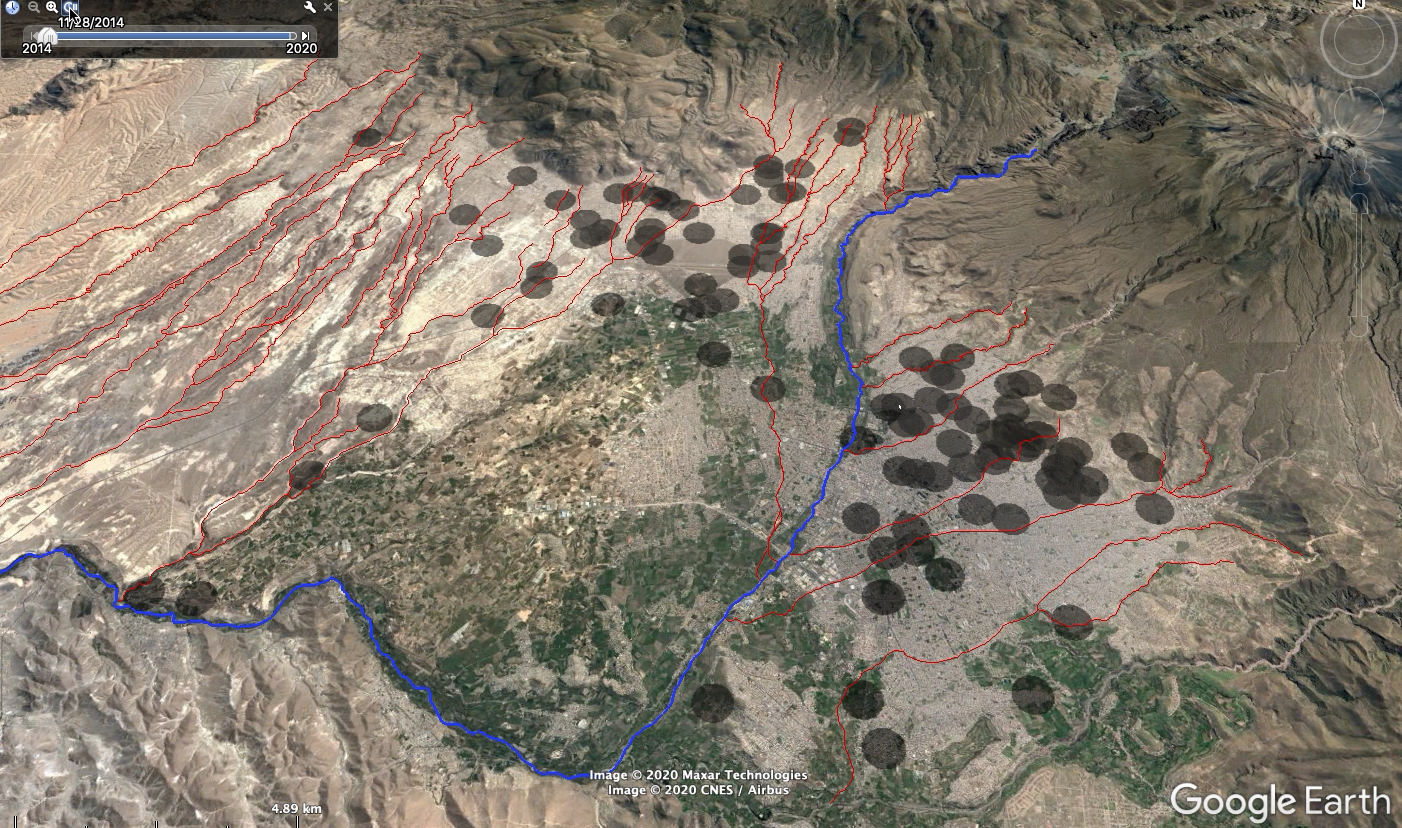 11/28/2014
2014
2020
N
Image © 2020 Maxar Technologies
Image © 2020 CNES / Airbus
4.89 km
Google Earth